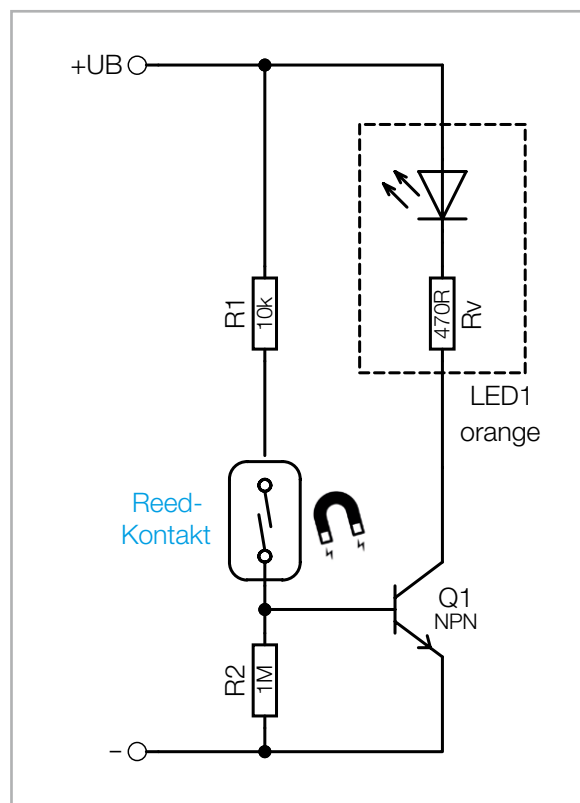 +UB
R1
10k
470R
Rv
LED1
orange
Reed-
Kontakt
Q1
NPN
R2
1M
-